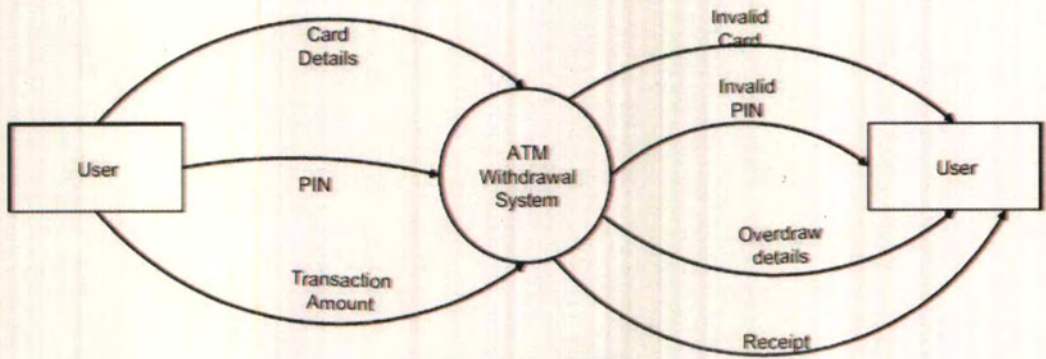 Card
Details
Invalid
Card
Invalid
PIN
User
PIN
ATM
Withdrawal
System
User
Transaction
Amount
Overdraw
details
Receipt